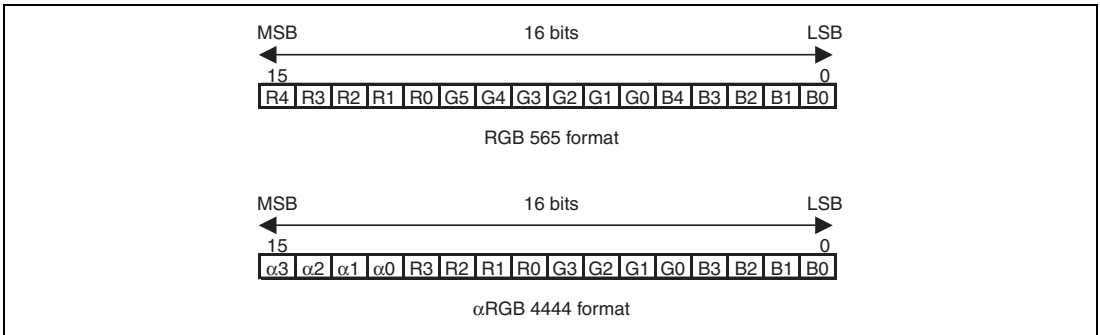 MSB 16 bits LSB
15 0
R4 R3 R2 R1 R0 G5 G4 G3 G2 G1 G0 B4 B3 B2 B1 B0
RGB 565 format
MSB 16 bits LSB
15 0
α3 α2 α1 α0 R3 R2 R1 R0 G3 G2 G1 G0 B3 B2 B1 B0
αRGB 4444 format